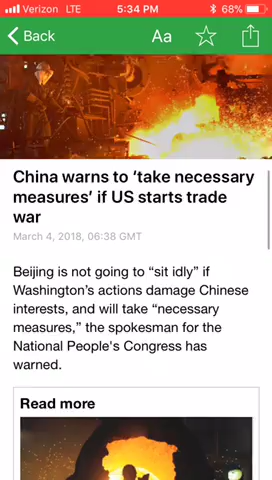 Verizon LTE 5:34 PM 68%
Back Aa
China warns to ‘take necessary
measures’ if US starts trade
war
March 4, 2018, 06:38 GMT
Beijing is not going to “sit idly” if
Washington’s actions damage Chinese
interests, and will take “necessary
measures,” the spokesman for the
National People's Congress has
warned.
Read more